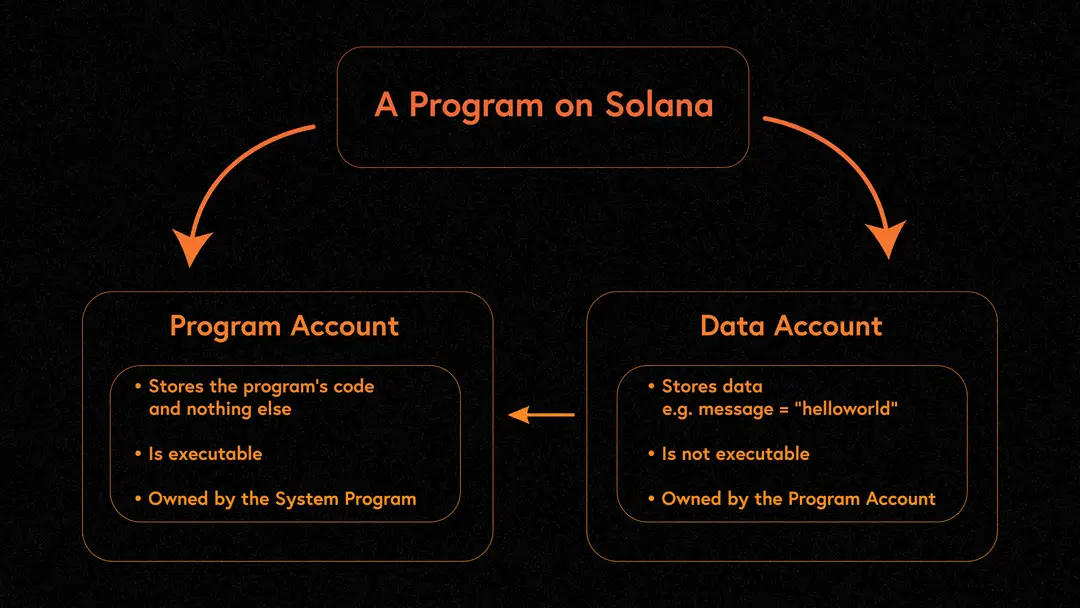 A Program on Solana
Program Account
• Stores the program's code
and nothing else
• Is executable
• Owned by the System Program
Data Account
• Stores data
e.g. message = "helloworld"
• Is not executable
• Owned by the Program Account